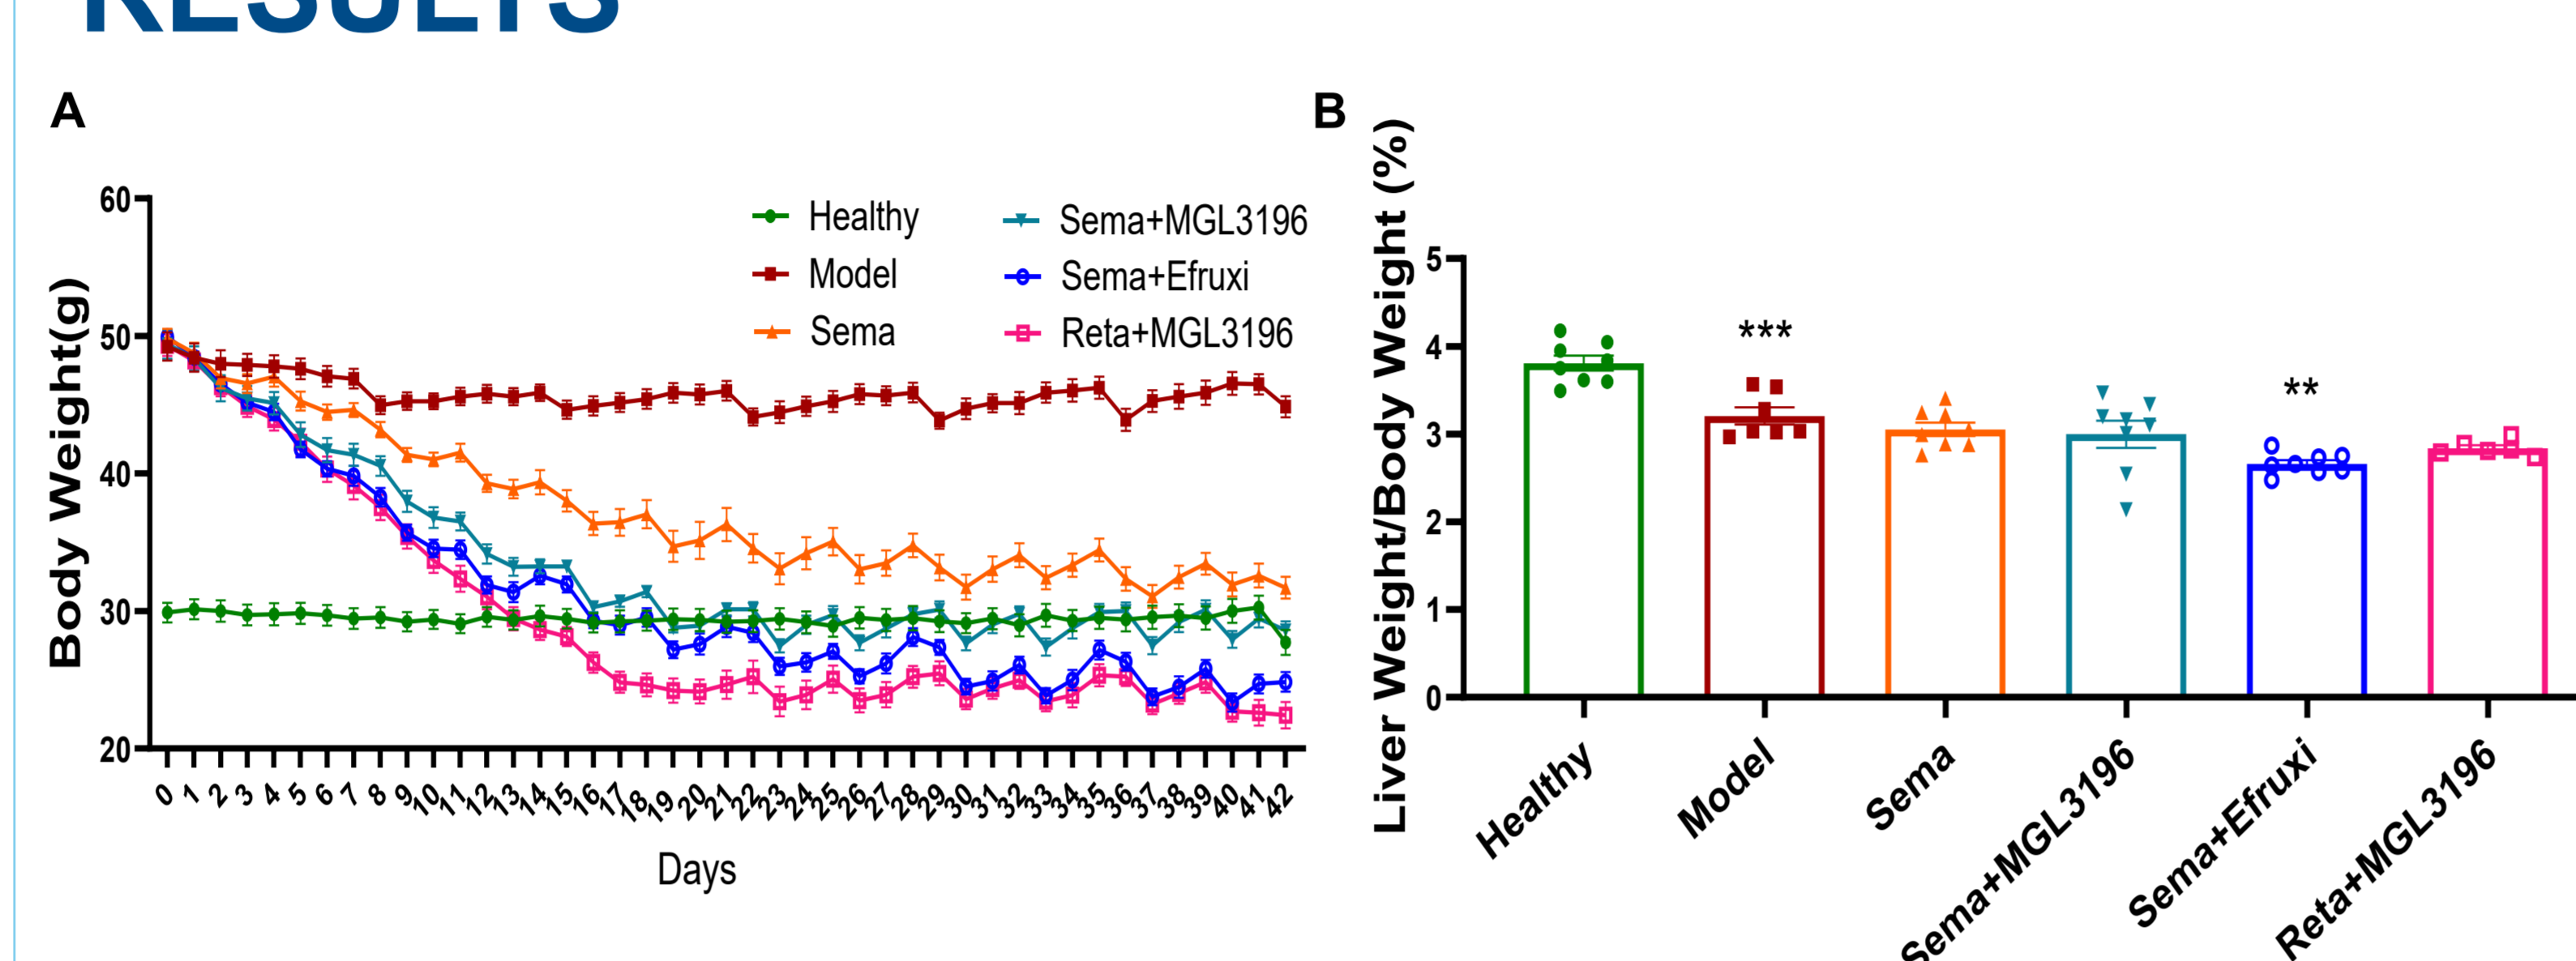 RESULTS
A
Body Weight(g)
60
50
40
30
20
Healthy
Model
Sema
Sema+MGL3196
Sema+Efruxi
Reta+MGL3196
0 1 2 3 4 5 6 7 8 9 10 11 12 13 14 15 16 17 18 19 20 21 22 23 24 25 26 27 28 29 30 31 32 33 34 35 36 37 38 39 40 41 42
Days
B
Liver Weight/Body Weight (%)
5
4
3
2
1
0
***
**
Healthy
Model
Sema
Sema+MGL3196
Sema+Efruxi
Reta+MGL3196